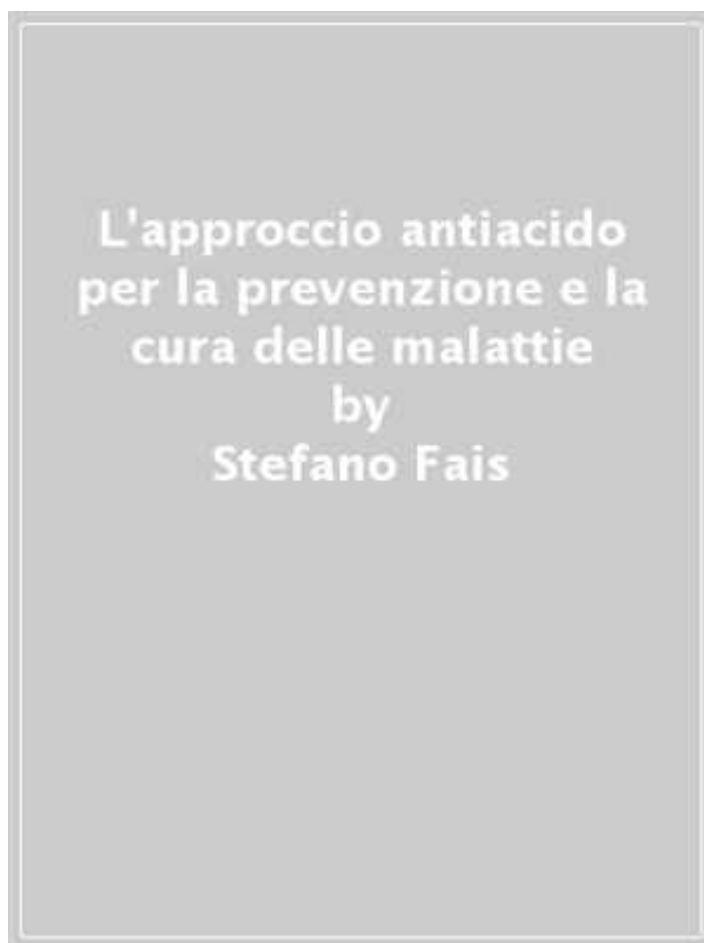 L'approccio antiacido
per la prevenzione e la
cura delle malattie
by
Stefano Fais